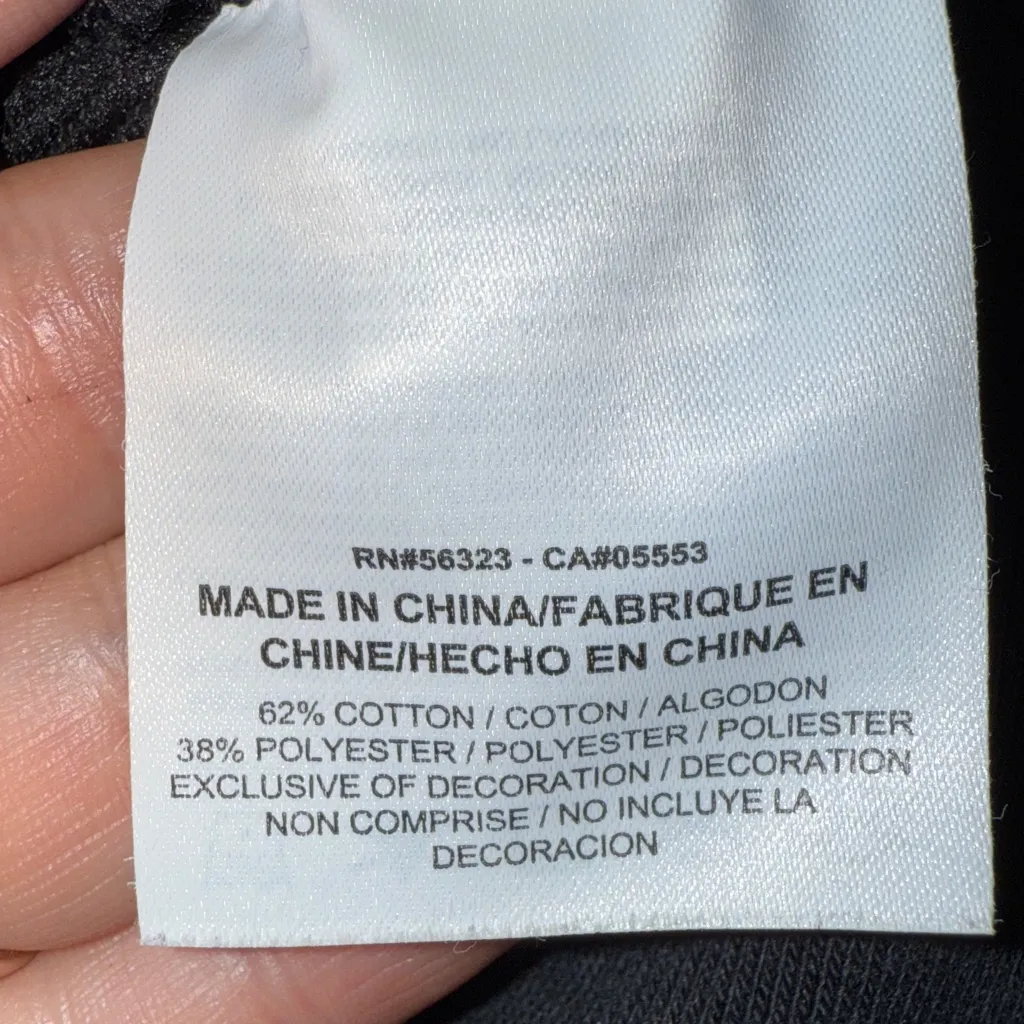 RN#56323 - CA#05553
MADE IN CHINA/FABRIQUE EN
CHINE/HECHO EN CHINA
62% COTTON / COTON / ALGODON
38% POLYESTER / POLYESTER / POLIESTER
EXCLUSIVE OF DECORATION / DECORATION
NON COMPRISE / NO INCLUYE LA
DECORACION